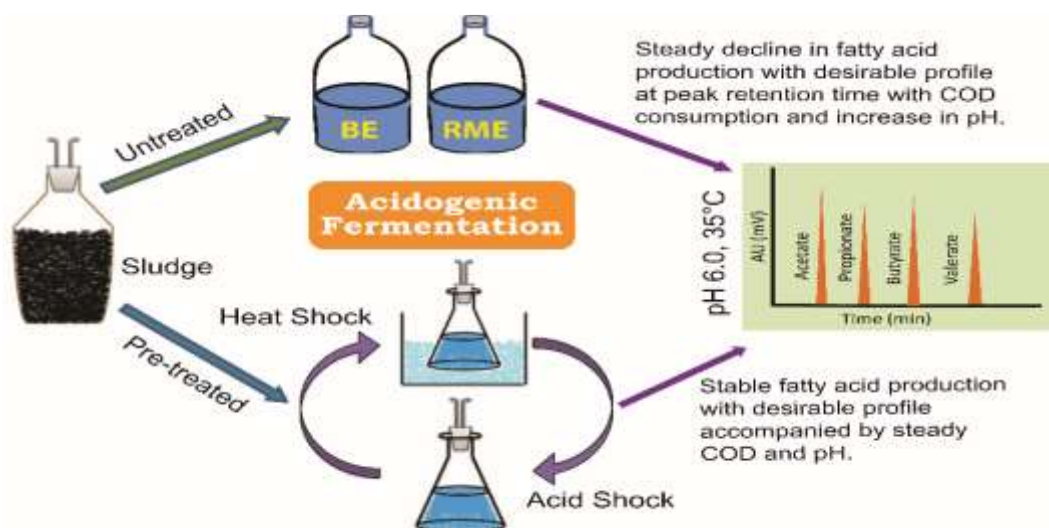 Steady decline in fatty acid
production with desirable profile
at peak retention time with COD
consumption and increase in pH.
Untreated
BE
RME
Acidogenic
Fermentation
Sludge
pH 6.0, 35°C
AU (mV)
Acetate
Propionate
Butyrate
Valerate
Time (min)
Heat Shock
Pre-treated
Stable fatty acid production
with desirable profile
accompanied by steady
COD and pH.
Acid Shock